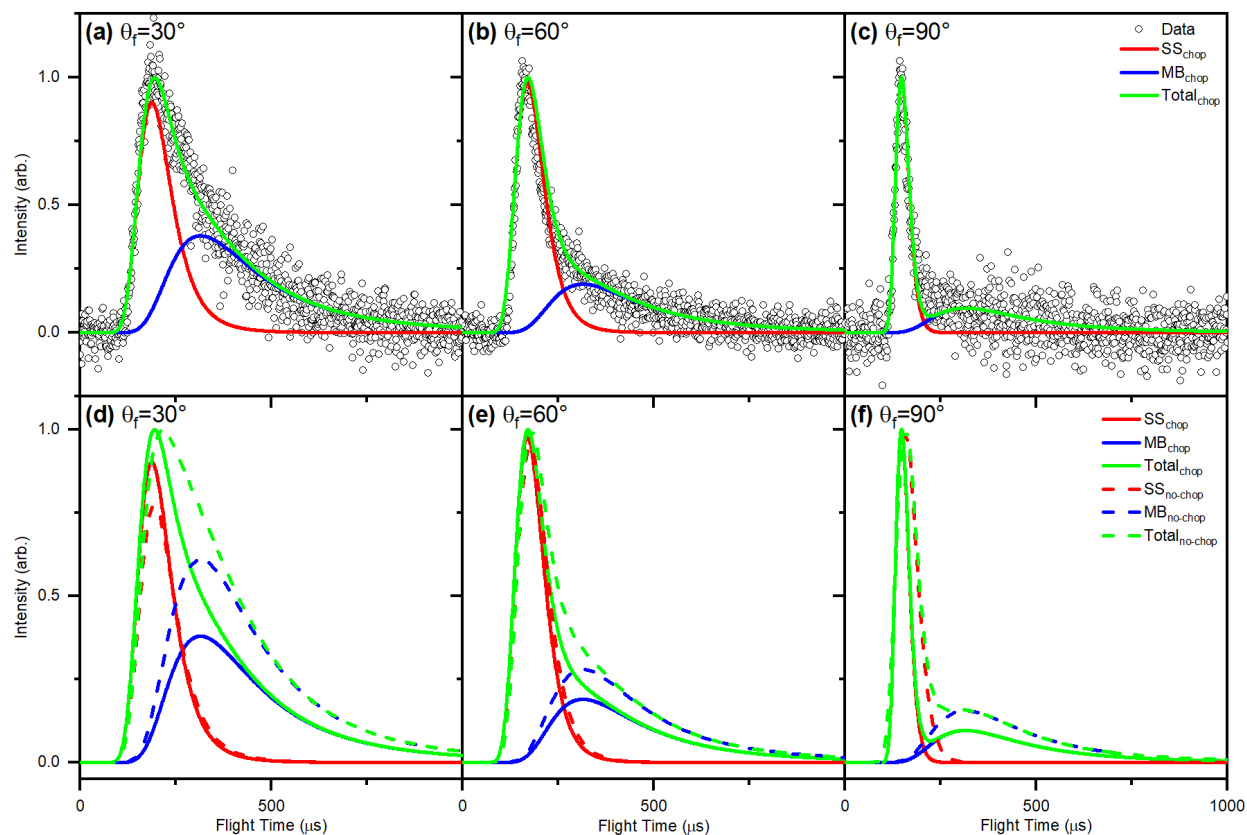 (a) θf=30°
(b) θf=60°
(c) θf=90°
Data
SSchop
MBchop
Totalchop
1.0
0.5
0.0
Intensity (arb.)
(d) θf=30°
(e) θf=60°
(f) θf=90°
SSchop
MBchop
Totalchop
SSno-chop
MBno-chop
Totalno-chop
1.0
0.5
0.0
Intensity (arb.)
0
500
0
500
0
500
1000
Flight Time (μs)
Flight Time (μs)
Flight Time (μs)